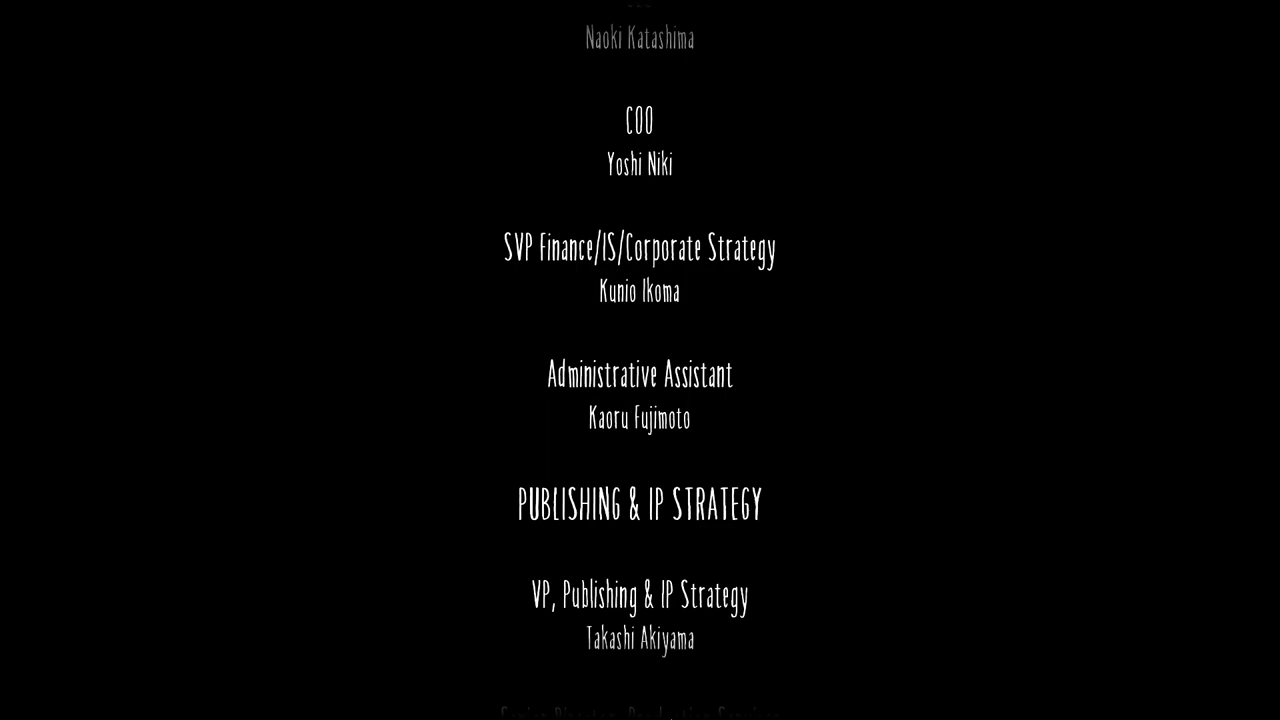 Naoki Katashima
COO
Yoshi Niki
SVP Finance/IS/Corporate Strategy
Kunio Ikoma
Administrative Assistant
Kaoru Fujimoto
PUBLISHING & IP STRATEGY
VP, Publishing & IP Strategy
Takashi Akiyama